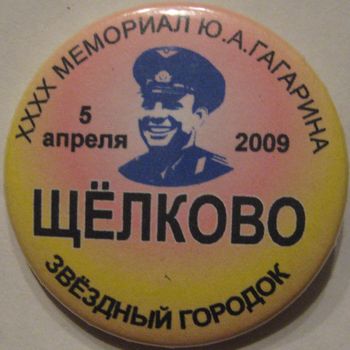 XXXX МЕМОРИАЛ Ю.А.ГАГАРИНА
5
апреля 2009
ЩЁЛКОВО
ЗВЁЗДНЫЙ ГОРОДОК